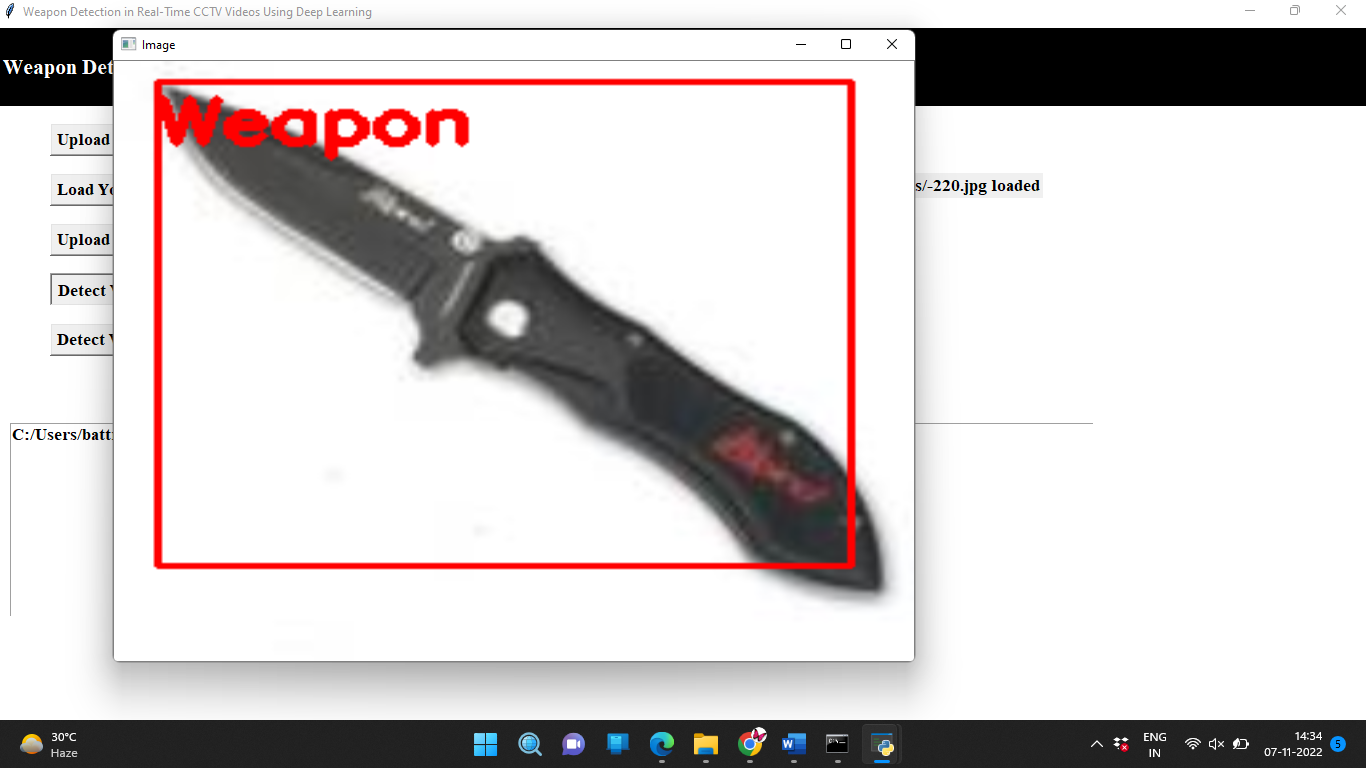 Weapon Detection in Real-Time CCTV Videos Using Deep Learning
Image
Weapon Det
Weapon
Upload
Load Yo
s/-220.jpg loaded
Upload
Detect
Detect
C:/Users/batt
30°C
Haze
ENG
IN
14:34
07-11-2022
5